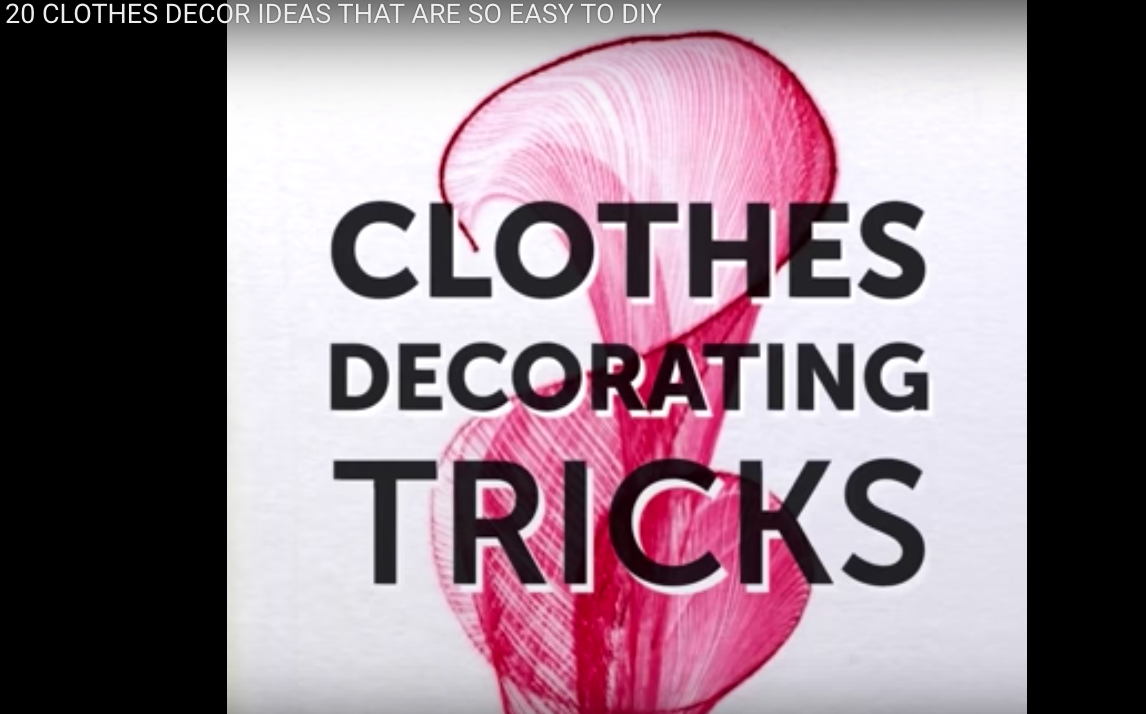 20 CLOTHES DECOR IDEAS THAT ARE SO EASY TO DIY
CLOTHES
DECORATING
TRICKS